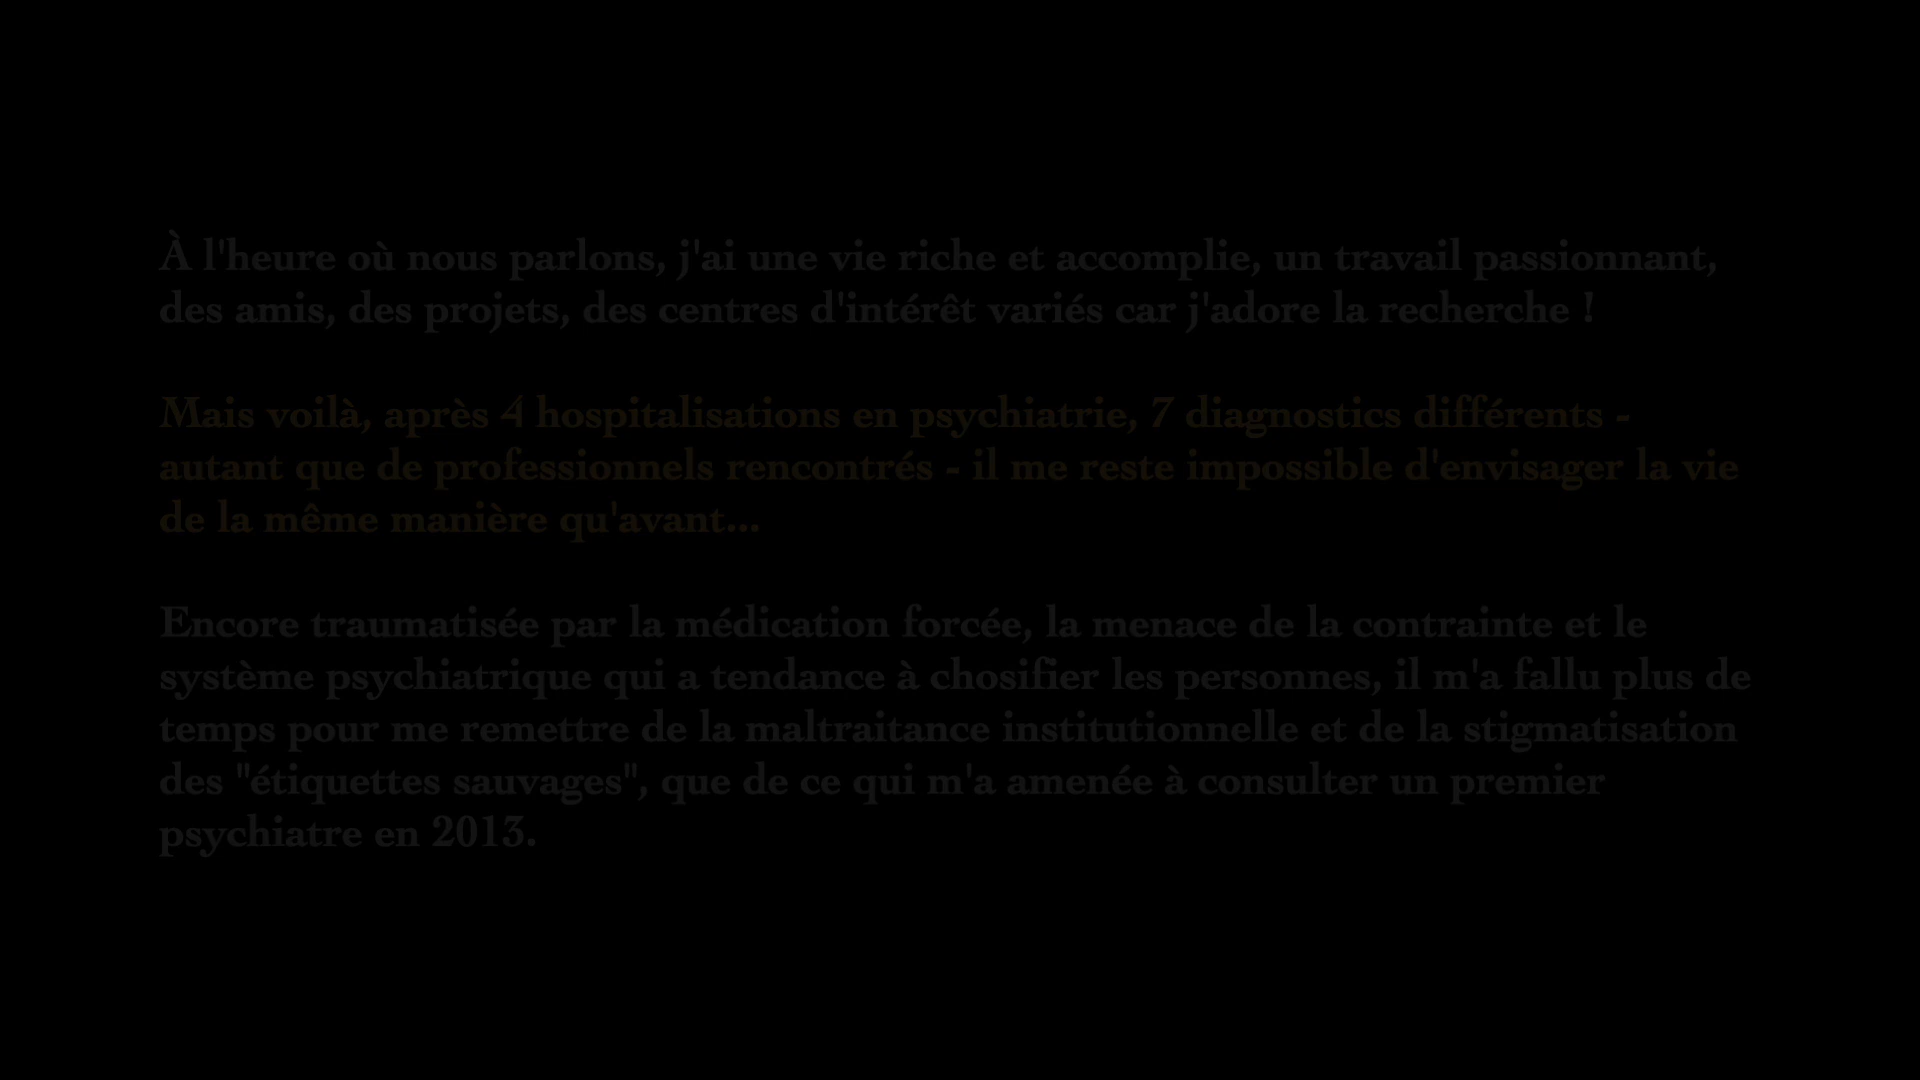 À l'heure où nous parlons, j'ai une vie riche et accomplie, un travail passionnant,
des amis, des projets, des centres d'intérêt variés car j'adore la recherche !
Mais voilà, après 4 hospitalisations en psychiatrie, 7 diagnostics différents -
autant que de professionnels rencontrés - il me reste impossible d'envisager la vie
de la même manière qu'avant...
Encore traumatisée par la médication forcée, la menace de la contrainte et le
système psychiatrique qui a tendance à chosifier les personnes, il m'a fallu plus de
temps pour me remettre de la maltraitance institutionnelle et de la stigmatisation
des "étiquettes sauvages", que de ce qui m'a amenée à consulter un premier
psychiatre en 2013.